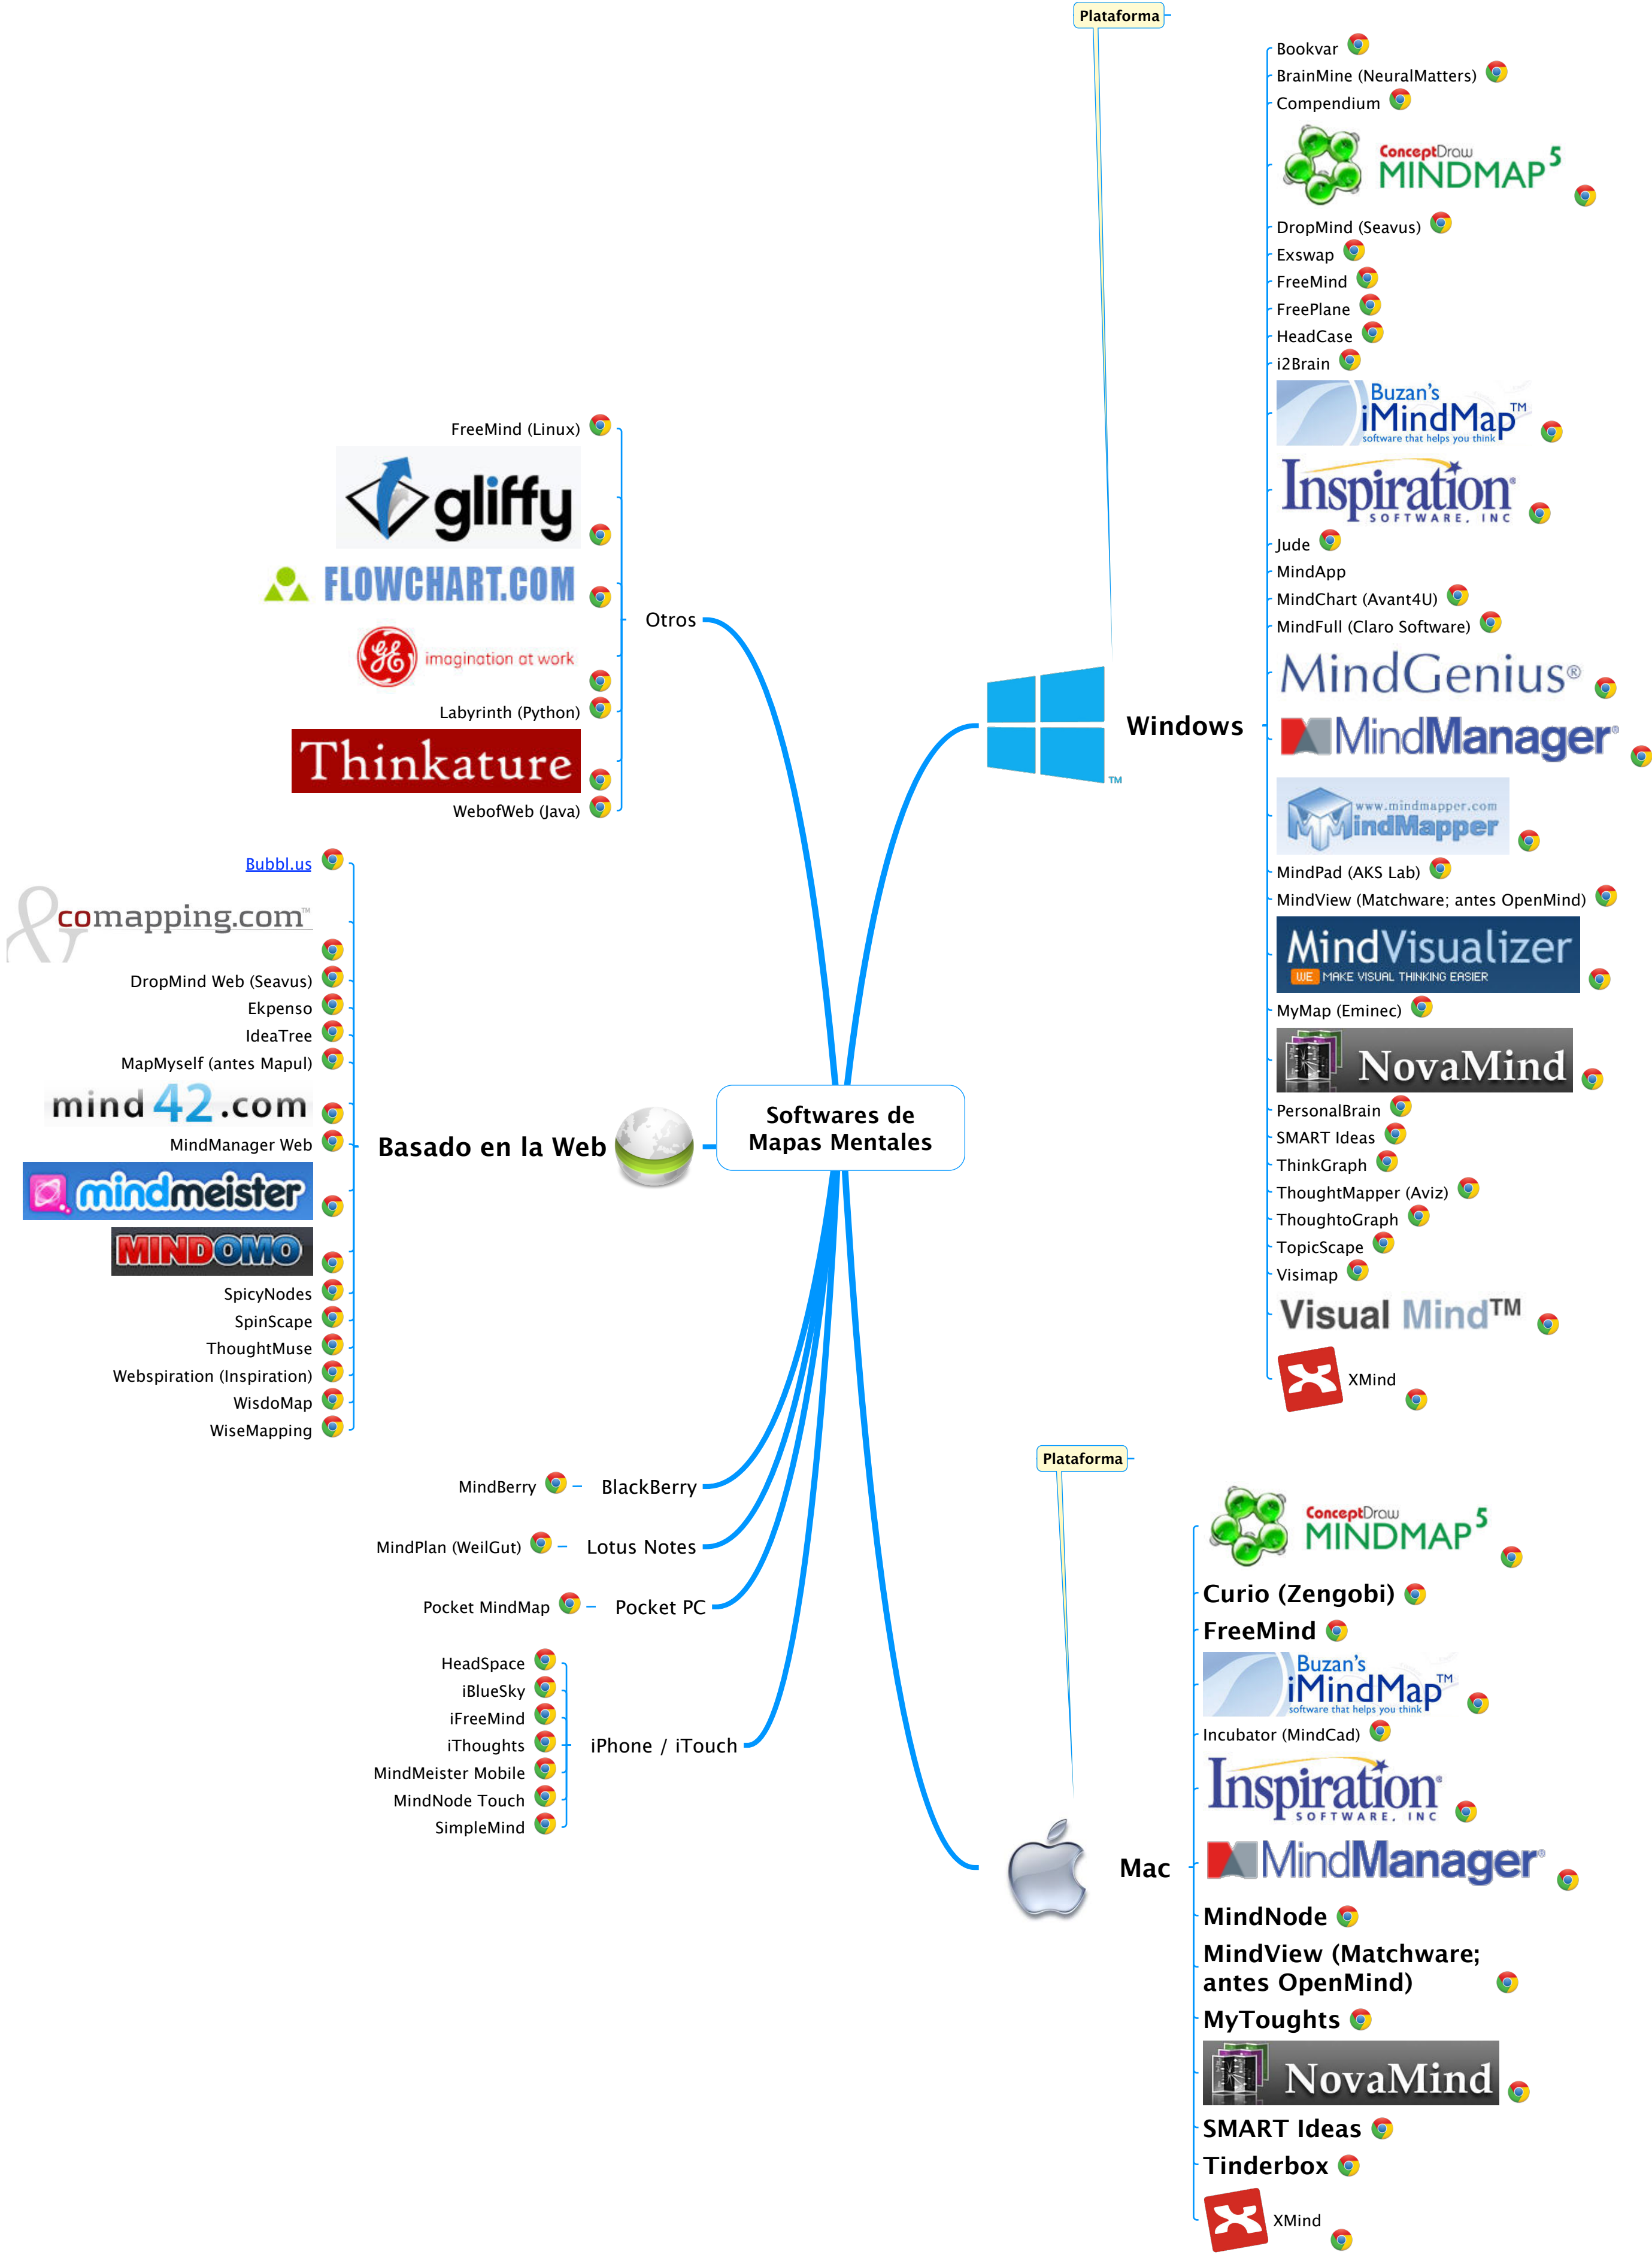 Softwares de
Mapas Mentales
Plataforma
Windows
Bookvar
BrainMine (NeuralMatters)
Compendium
ConceptDraw
MINDMAP 5
DropMind (Seavus)
Exswap
FreeMind
FreePlane
HeadCase
i2Brain
Buzan's
iMindMap™
software that helps you think
Inspiration®
SOFTWARE, INC
Jude
MindApp
MindChart (Avant4U)
MindFull (Claro Software)
MindGenius®
MindManager®
www.mindmapper.com
MindMapper
MindPad (AKS Lab)
MindView (Matchware; antes OpenMind)
MindVisualizer
WE MAKE VISUAL THINKING EASIER
MyMap (Eminec)
NovaMind
PersonalBrain
SMART Ideas
ThinkGraph
ThoughtMapper (Aviz)
ThoughtoGraph
TopicScape
Visimap
Visual Mind™
XMind
Plataforma
Mac
ConceptDraw
MINDMAP 5
Curio (Zengobi)
FreeMind
Buzan's
iMindMap™
software that helps you think
Incubator (MindCad)
Inspiration®
SOFTWARE, INC
MindManager®
MindNode
MindView (Matchware;
antes OpenMind)
MyToughts
NovaMind
SMART Ideas
Tinderbox
XMind
Otros
FreeMind (Linux)
gliffy
FLOWCHART.COM
GE imagination at work
Labyrinth (Python)
Thinkature
WebofWeb (Java)
Basado en la Web
Bubbl.us
&comapping.com™
DropMind Web (Seavus)
Ekpenso
IdeaTree
MapMyself (antes Mapul)
mind42.com
MindManager Web
mindmeister
MINDOMO
SpicyNodes
SpinScape
ThoughtMuse
Webspiration (Inspiration)
WisdoMap
WiseMapping
BlackBerry
MindBerry
Lotus Notes
MindPlan (WeilGut)
Pocket PC
Pocket MindMap
iPhone / iTouch
HeadSpace
iBlueSky
iFreeMind
iThoughts
MindMeister Mobile
MindNode Touch
SimpleMind
TM